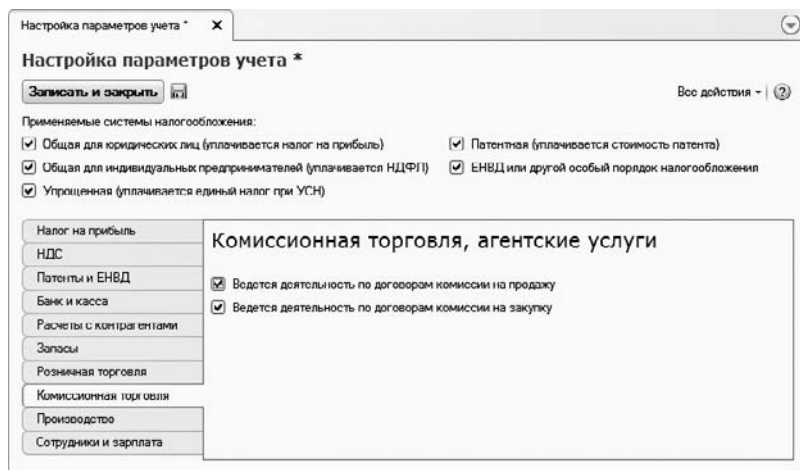 Настройка параметров учета *
Настройка параметров учета *
Записать и закрыть
Все действия
Применяемые системы налогообложения:
Общая для юридических лиц (уплачивается налог на прибыль)
Патентная (уплачивается стоимость патента)
Общая для индивидуальных предпринимателей (уплачивается НДФЛ)
ЕНВД или другой особый порядок налогообложения
Упрощенная (уплачивается единый налог при УСН)
Налог на прибыль
НДС
Патенты и ЕНВД
Банк и касса
Расчеты с контрагентами
Запасы
Розничная торговля
Комиссионная торговля
Производство
Сотрудники и зарплата
Комиссионная торговля, агентские услуги
Ведется деятельность по договорам комиссии на продажу
Ведется деятельность по договорам комиссии на закупку